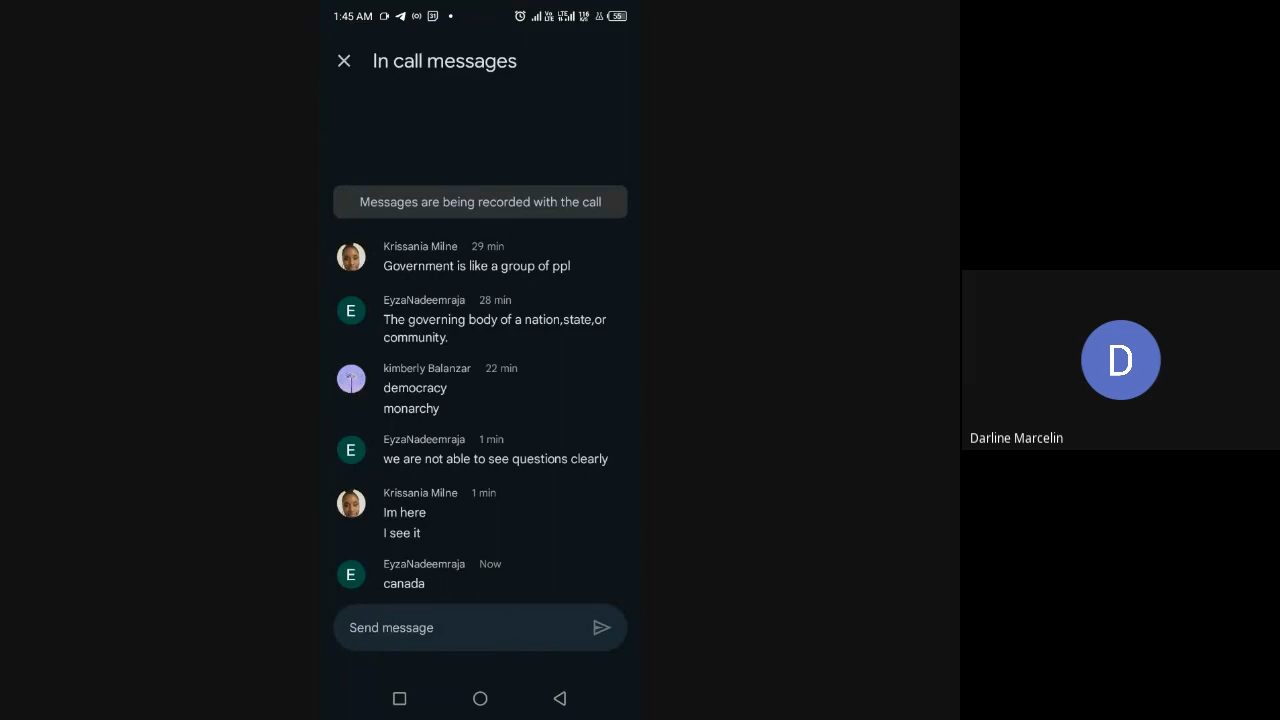 1:45 AM
55
In call messages
Messages are being recorded with the call
Krissania Milne 29 min
Government is like a group of ppl
E
EyzaNadeemraja 28 min
The governing body of a nation,state,or
community.
kimberly Balanzar 22 min
democracy
monarchy
E
EyzaNadeemraja 1 min
we are not able to see questions clearly
Krissania Milne 1 min
Im here
I see it
E
EyzaNadeemraja Now
canada
Send message
D
Darline Marcelin